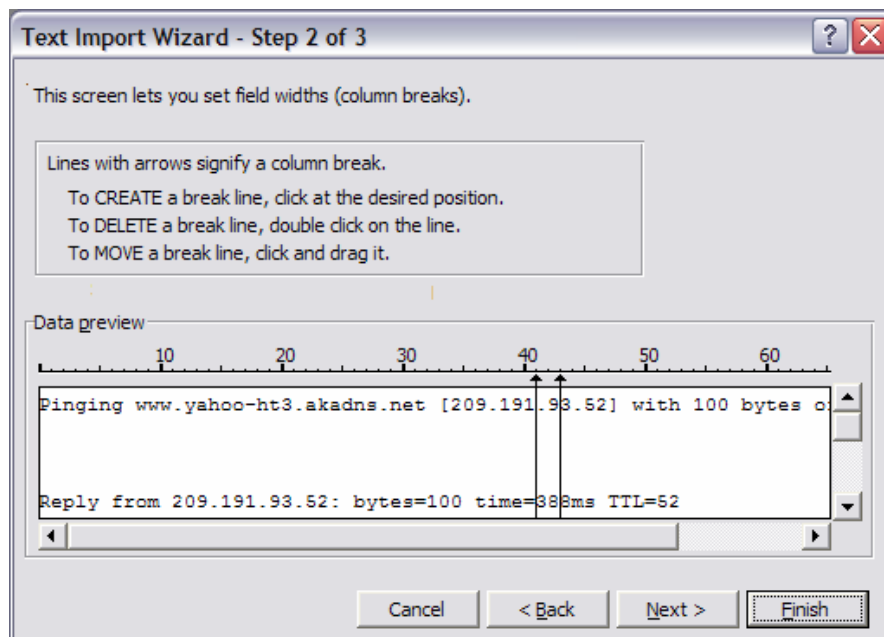 Text Import Wizard - Step 2 of 3
This screen lets you set field widths (column breaks).
Lines with arrows signify a column break.
To CREATE a break line, click at the desired position.
To DELETE a break line, double click on the line.
To MOVE a break line, click and drag it.
Data preview
10 20 30 40 50 60
Pinging www.yahoo-ht3.akadns.net [209.191.93.52] with 100 bytes o
Reply from 209.191.93.52: bytes=100 time=388ms TTL=52
Cancel < Back Next > Finish